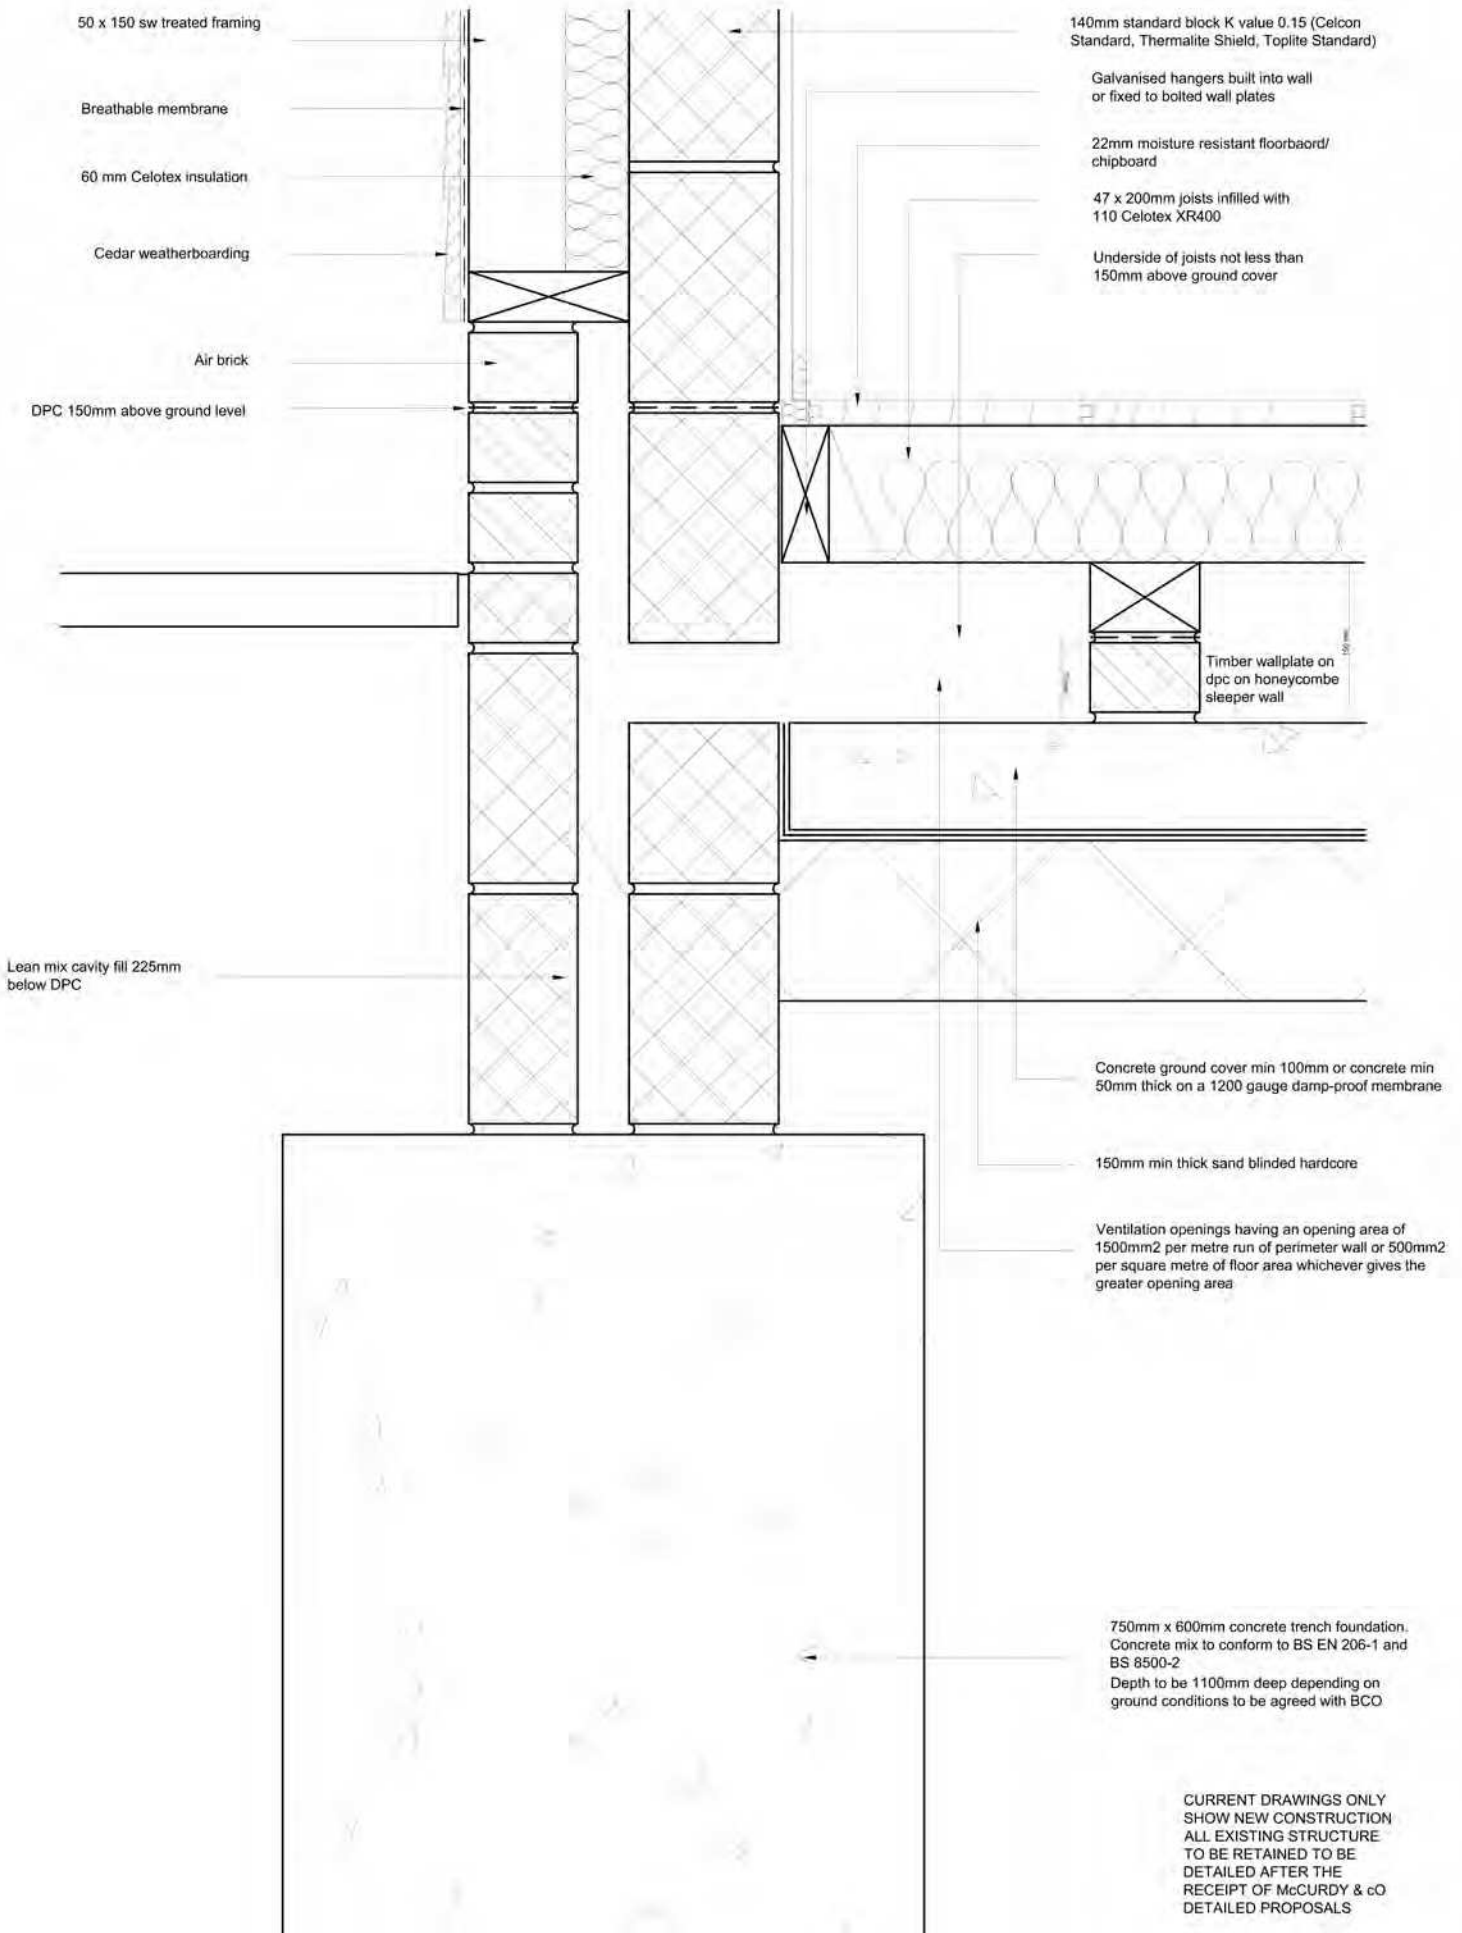 50 x 150 sw treated framing
Breathable membrane
60 mm Celotex insulation
Cedar weatherboarding
Air brick
DPC 150mm above ground level
Lean mix cavity fill 225mm
below DPC
140mm standard block K value 0.15 (Celcon
Standard, Thermalite Shield, Toplite Standard)
Galvanised hangers built into wall
or fixed to bolted wall plates
22mm moisture resistant floorbaord/
chipboard
47 x 200mm joists infilled with
110 Celotex XR400
Underside of joists not less than
150mm above ground cover
Timber wallplate on
dpc on honeycombe
sleeper wall
Concrete ground cover min 100mm or concrete min
50mm thick on a 1200 gauge damp-proof membrane
150mm min thick sand blinded hardcore
Ventilation openings having an opening area of
1500mm2 per metre run of perimeter wall or 500mm2
per square metre of floor area whichever gives the
greater opening area
750mm x 600mm concrete trench foundation.
Concrete mix to conform to BS EN 206-1 and
BS 8500-2
Depth to be 1100mm deep depending on
ground conditions to be agreed with BCO
CURRENT DRAWINGS ONLY
SHOW NEW CONSTRUCTION
ALL EXISTING STRUCTURE
TO BE RETAINED TO BE
DETAILED AFTER THE
RECEIPT OF McCURDY & cO
DETAILED PROPOSALS